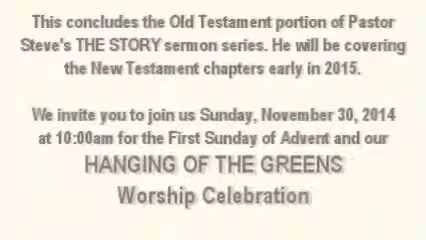 This concludes the Old Testament portion of Pastor
Steve's THE STORY sermon series. He will be covering
the New Testament chapters early in 2015.
We invite you to join us Sunday, November 30, 2014
at 10:00am for the First Sunday of Advent and our
HANGING OF THE GREENS
Worship Celebration